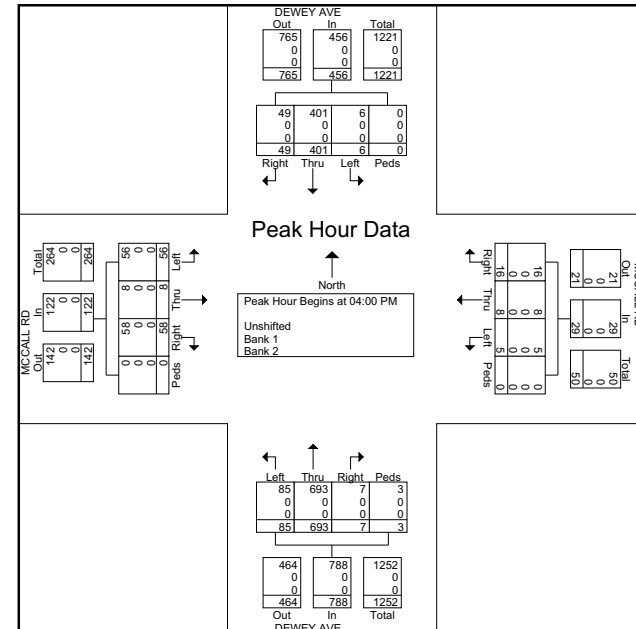 DEWEY AVE
Out In Total
765 456 1221
0 0 0
0 0 0
765 456 1221
49 401 6 0
0 0 0 0
0 0 0 0
49 401 6 0
Right Thru Left Peds
Peak Hour Data
North
Peak Hour Begins at 04:00 PM
Unshifted
Bank 1
Bank 2
MCCALL RD
Total In Out
264 122 142
0 0 0
0 0 0
264 122 142
Left Thru Right Peds
56 8 58 0
0 0 0 0
0 0 0 0
56 8 58 0
Right Thru Left Peds
16 8 5 0
0 0 0 0
0 0 0 0
16 8 5 0
Out In Total
21 29 50
0 0 0
0 0 0
21 29 50
Left Thru Right Peds
85 693 7 3
0 0 0 0
0 0 0 0
85 693 7 3
464 788 1252
0 0 0
0 0 0
464 788 1252
Out In Total
DEWEY AVE